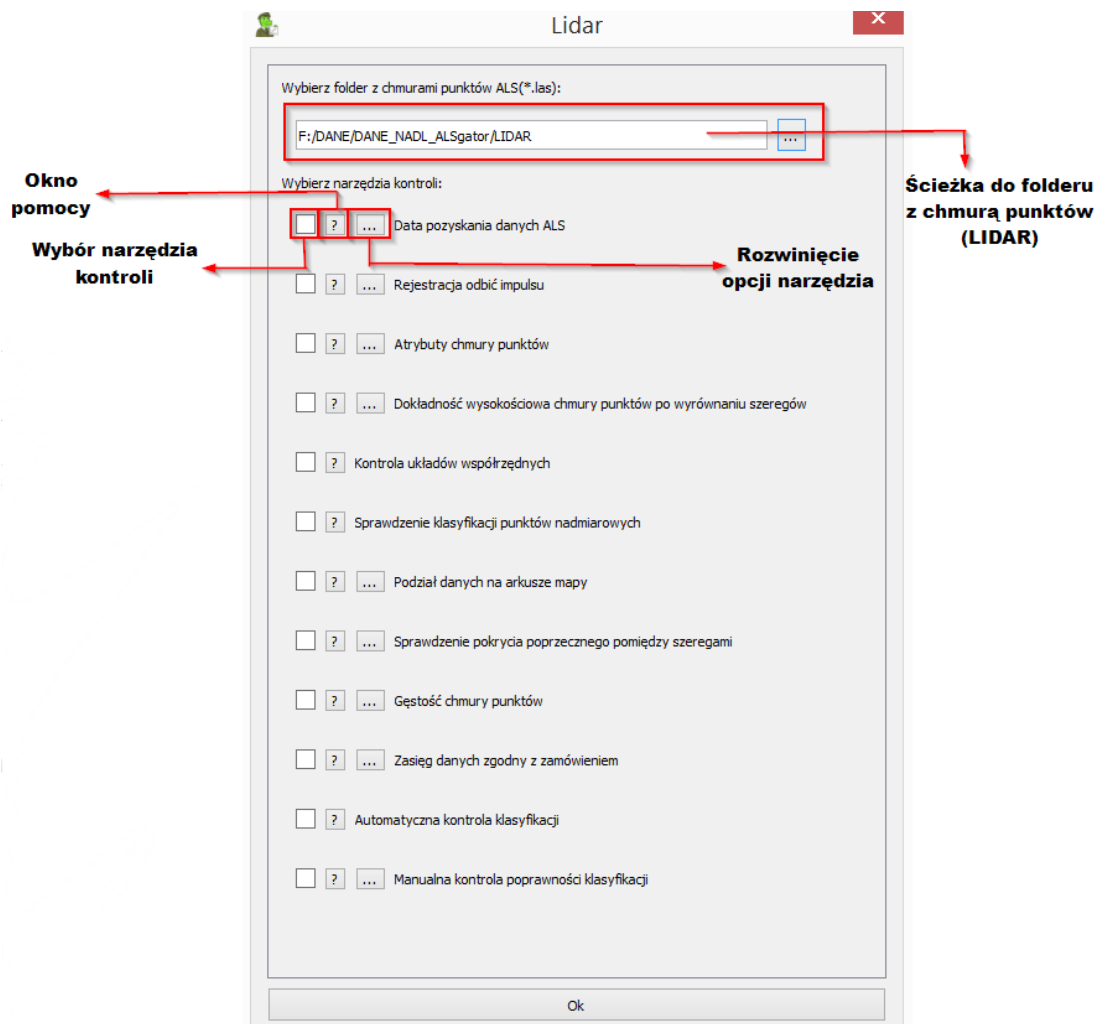 Lidar
Wybierz folder z chmurami punktów ALS(*.las):
F:/DANE/DANE_NADL_ALSgator/LIDAR
...
Ścieżka do folderu
z chmurą punktów
(LIDAR)
Okno
pomocy
Wybierz narzędzia kontroli:
? ... Data pozyskania danych ALS
Wybór narzędzia
kontroli
Rozwinięcie
opcji narzędzia
? ... Rejestracja odbić impulsu
? ... Atrybuty chmury punktów
? ... Dokładność wysokościowa chmury punktów po wyrównaniu szeregów
? Kontrola układów współrzędnych
? Sprawdzenie klasyfikacji punktów nadmiarowych
? ... Podział danych na arkusze mapy
? ... Sprawdzenie pokrycia poprzecznego pomiędzy szeregami
? ... Gęstość chmury punktów
? ... Zasięg danych zgodny z zamówieniem
? Automatyczna kontrola klasyfikacji
? ... Manualna kontrola poprawności klasyfikacji
Ok